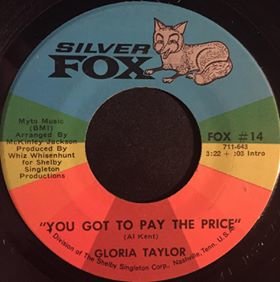 SILVER
FOX
Myto Music
(BMI)
Arranged By
McKinley Jackson
Produced By
Whiz Whisenhunt
for Shelby
Singleton
Productions
FOX #14
711-643
3:22 + :03 Intro
"YOU GOT TO PAY THE PRICE"
(Al Kent)
GLORIA TAYLOR
A Division of The Shelby Singleton Corp., Nashville, Tenn. U.S.A.